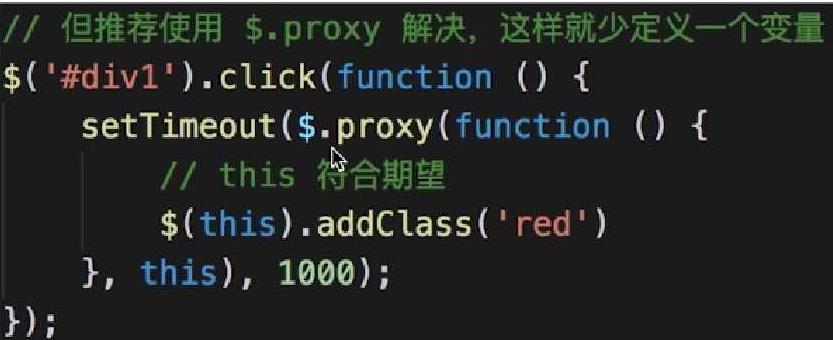 // 但推荐使用 $.proxy 解决，这样就少定义一个变量
$('#div1').click(function () {
    setTimeout($.proxy(function () {
        // this 符合期望
        $(this).addClass('red')
    }, this), 1000);
});